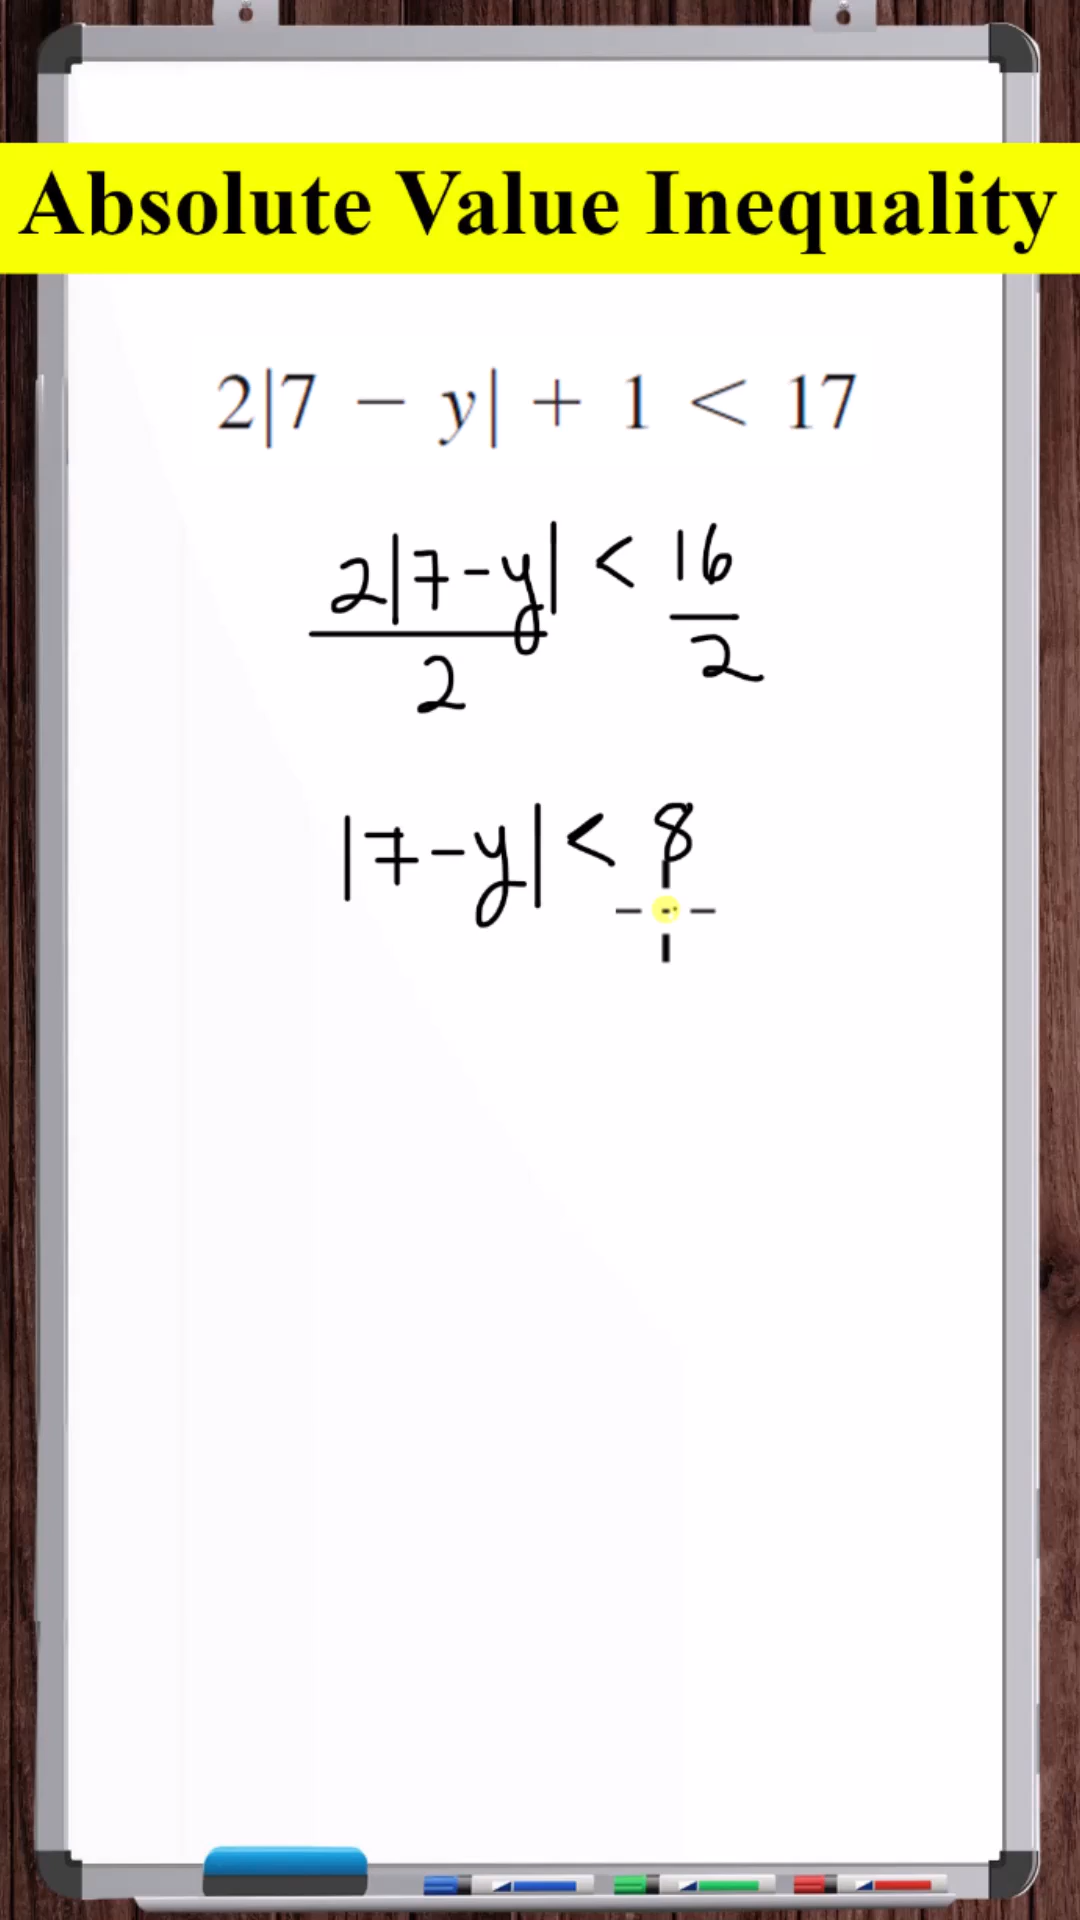 Absolute Value Inequality
2|7 − y| + 1 < 17
2|7-y| < 16
2 2
|7-y| < 8